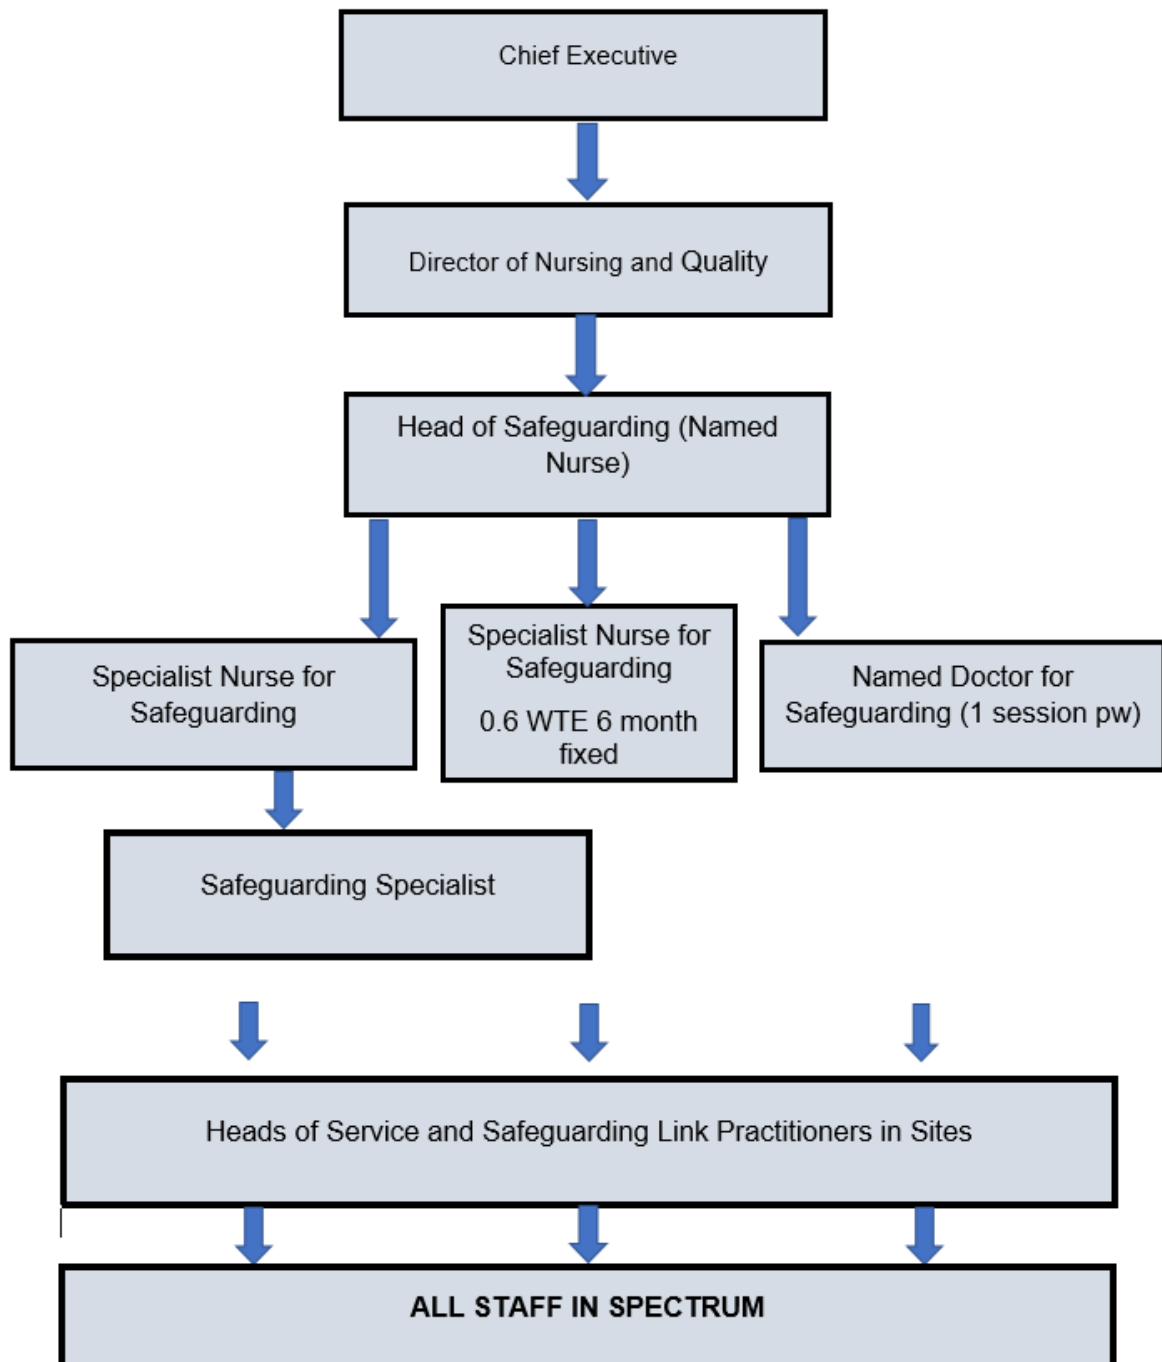 Chief Executive
Director of Nursing and Quality
Head of Safeguarding (Named
Nurse)
Specialist Nurse for
Safeguarding
Specialist Nurse for
Safeguarding
0.6 WTE 6 month
fixed
Named Doctor for
Safeguarding (1 session pw)
Safeguarding Specialist
Heads of Service and Safeguarding Link Practitioners in Sites
ALL STAFF IN SPECTRUM